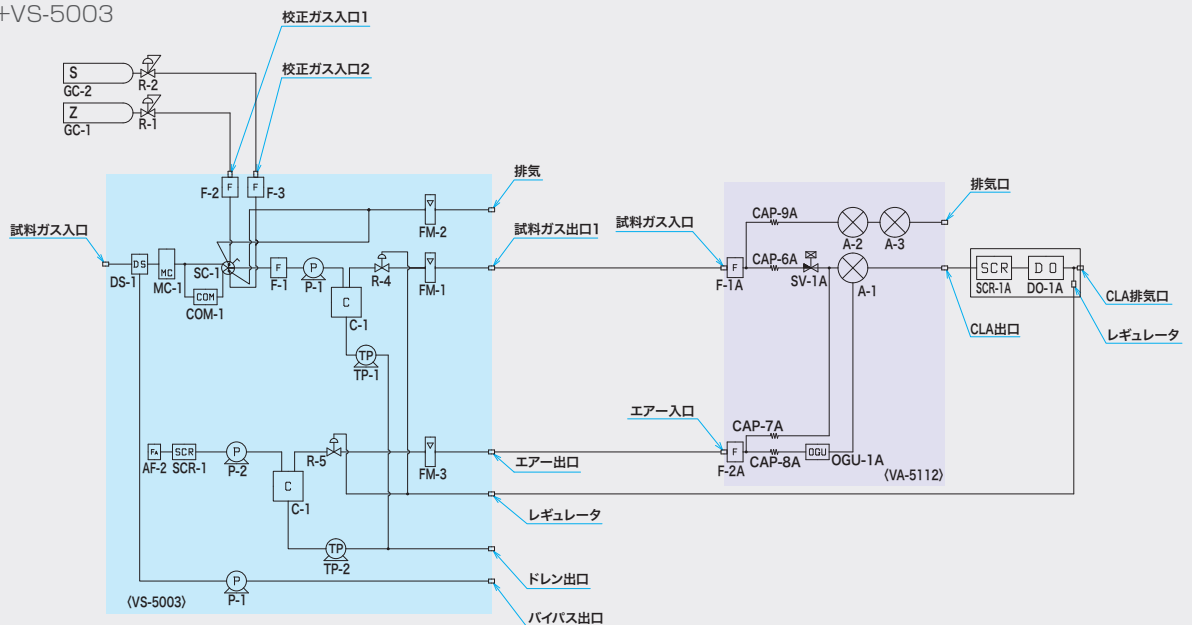 +VS-5003
校正ガス入口1
校正ガス入口2
S
GC-2
R-2
Z
GC-1
R-1
F-2
F
F
F-3
排気
FM-2
試料ガス入口
DS
DS-1
MC
MC-1
SC-1
COM
COM-1
F
F-1
P
P-1
R-4
C
C-1
FM-1
試料ガス出口1
TP
TP-1
FA
AF-2
SCR
SCR-1
P
P-2
R-5
C
C-1
FM-3
エアー出口
レギュレータ
TP
TP-2
ドレン出口
P
P-1
バイパス出口
〈VS-5003〉
試料ガス入口
F
F-1A
CAP-9A
CAP-6A
SV-1A
A-2
A-3
A-1
排気口
CLA出口
SCR
SCR-1A
DO
DO-1A
CLA排気口
レギュレータ
エアー入口
F
F-2A
CAP-7A
CAP-8A
OGU
OGU-1A
〈VA-5112〉